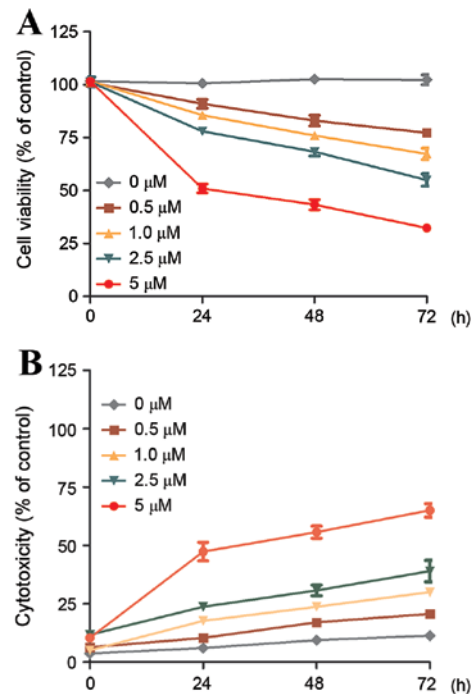 A
Cell viability (% of control)
125
100
75
50
25
0
0 μM
0.5 μM
1.0 μM
2.5 μM
5 μM
0 24 48 72 (h)
B
Cytotoxicity (% of control)
125
100
75
50
25
0
0 μM
0.5 μM
1.0 μM
2.5 μM
5 μM
0 24 48 72 (h)